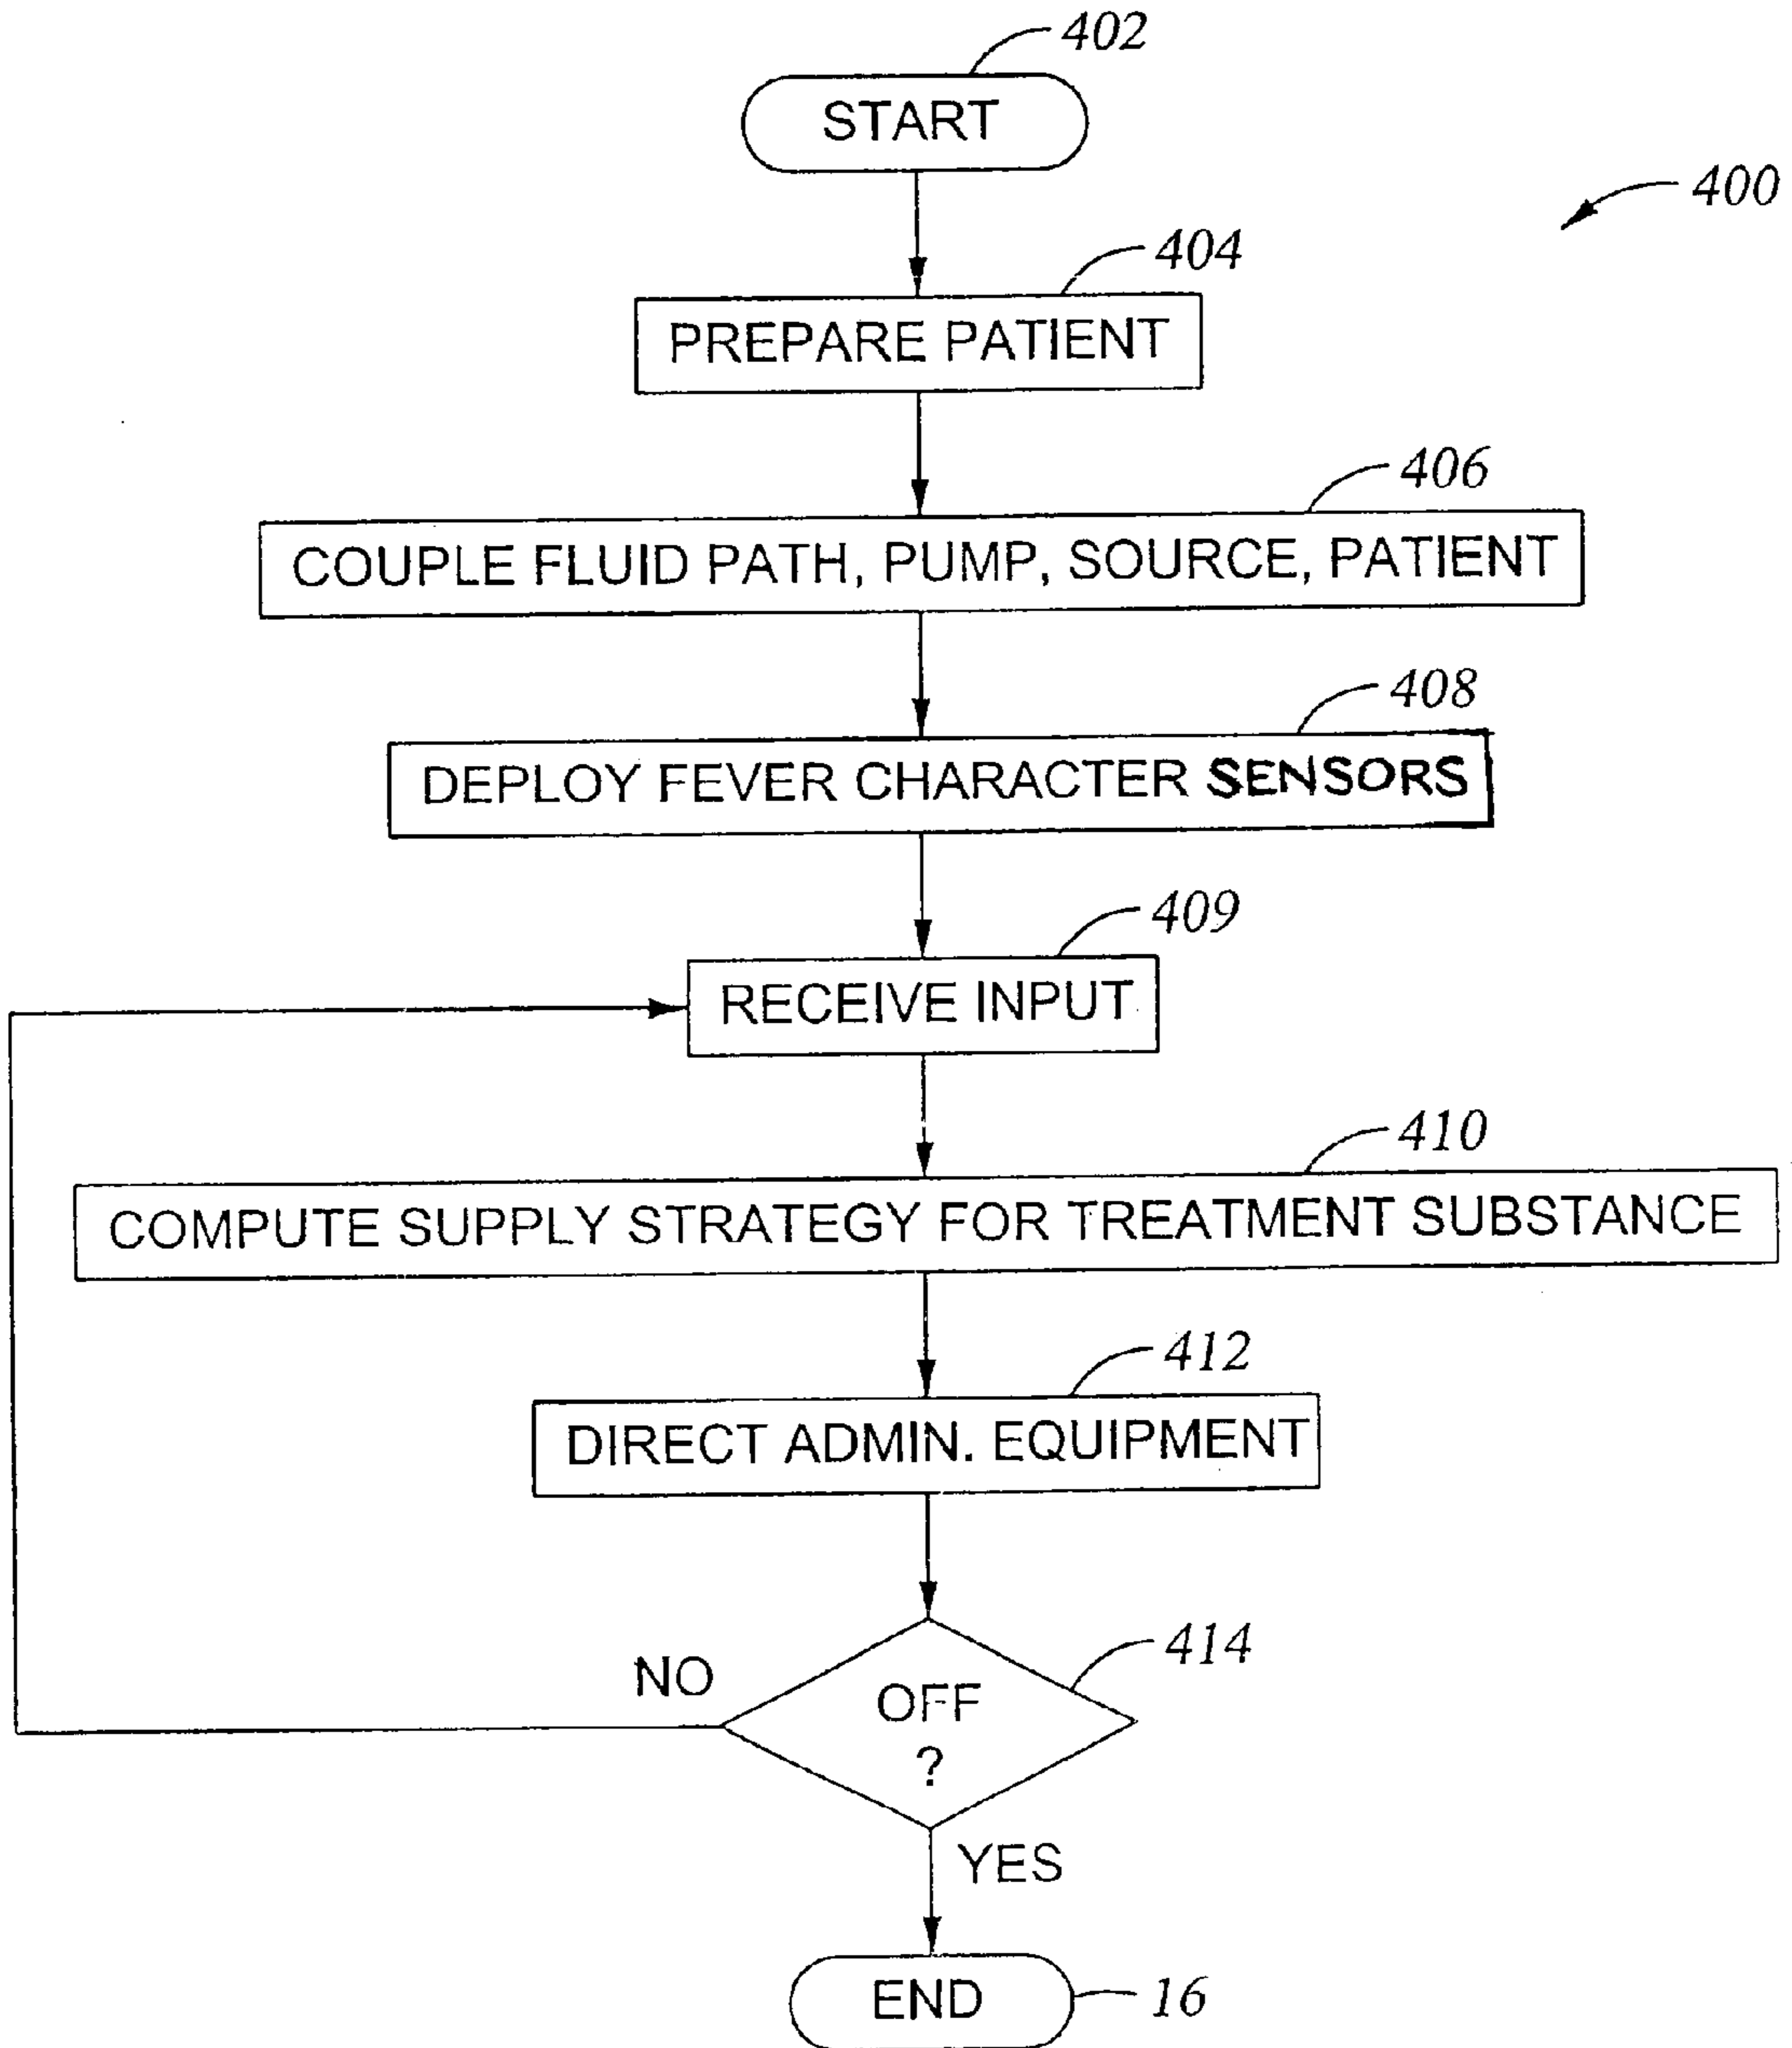 402
START
400
404
PREPARE PATIENT
406
COUPLE FLUID PATH, PUMP, SOURCE, PATIENT
408
DEPLOY FEVER CHARACTER SENSORS
409
RECEIVE INPUT
410
COMPUTE SUPPLY STRATEGY FOR TREATMENT SUBSTANCE
412
DIRECT ADMIN. EQUIPMENT
414
NO
OFF
?
YES
END
16